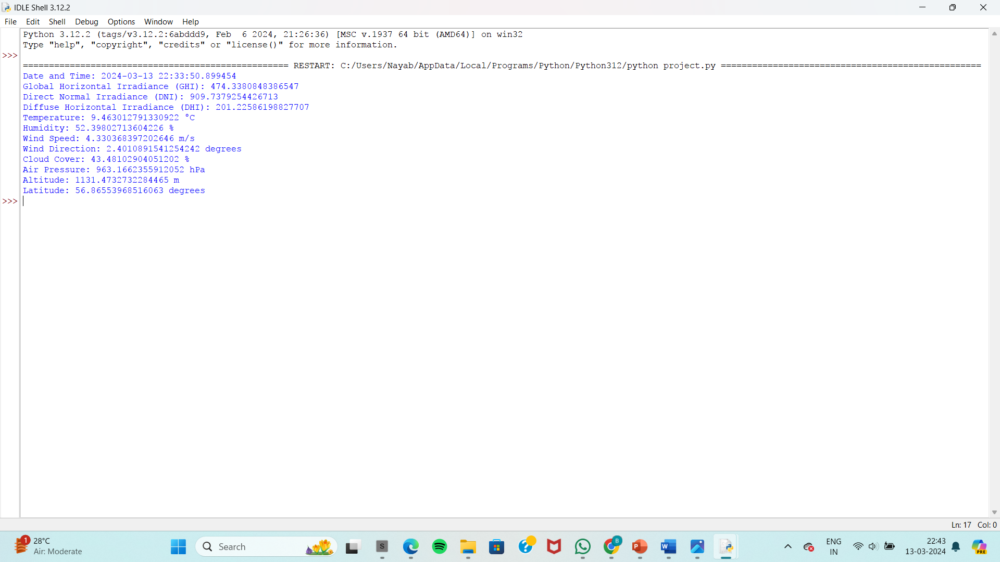 IDLE Shell 3.12.2
File Edit Shell Debug Options Window Help
Python 3.12.2 (tags/v3.12.2:6abddd9, Feb  6 2024, 21:26:36) [MSC v.1937 64 bit (AMD64)] on win32
Type "help", "copyright", "credits" or "license()" for more information.
>>>
=================================================== RESTART: C:/Users/Nayab/AppData/Local/Programs/Python/Python312/python project.py ==================================================
Date and Time: 2024-03-13 22:33:50.899454
Global Horizontal Irradiance (GHI): 474.3380848386547
Direct Normal Irradiance (DNI): 909.7379254426713
Diffuse Horizontal Irradiance (DHI): 201.22586198827707
Temperature: 9.463012791330922 °C
Humidity: 52.39802713604226 %
Wind Speed: 4.330368397202646 m/s
Wind Direction: 2.4010891541254242 degrees
Cloud Cover: 43.48102904051202 %
Air Pressure: 963.1662355912052 hPa
Altitude: 1131.4732732284465 m
Latitude: 56.86553968516063 degrees
>>>
Ln: 17 Col: 0
1
28°C
Air: Moderate
Search
S
B
P
W
ENG
IN
22:43
13-03-2024
PRE